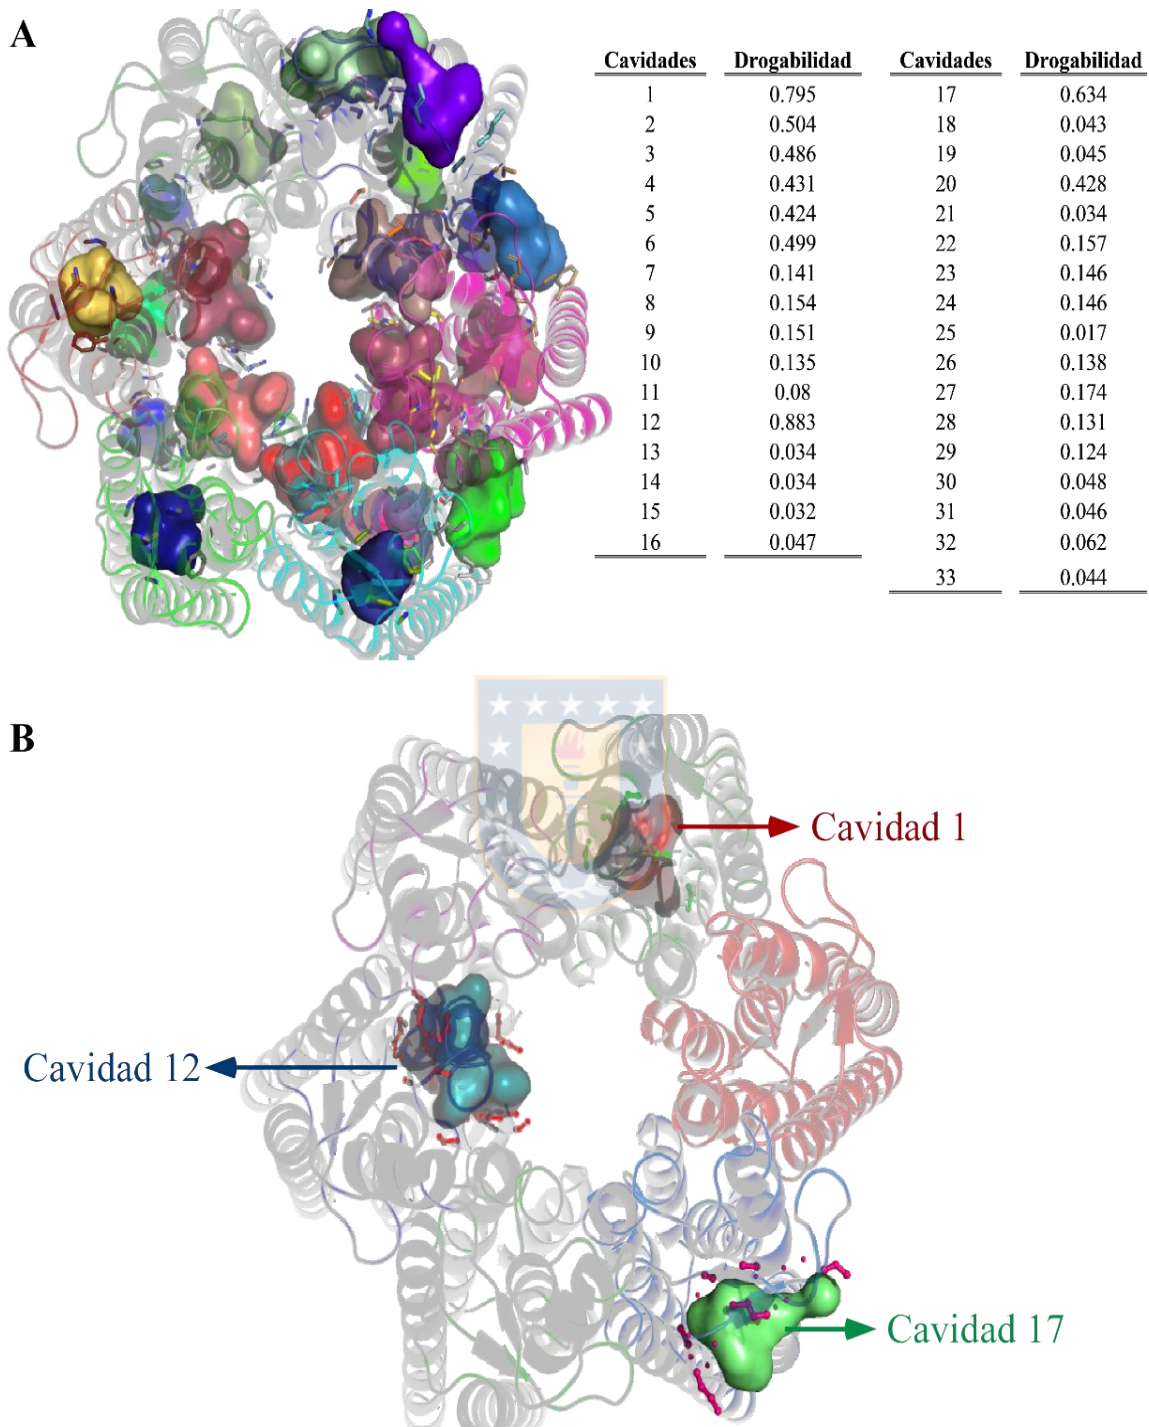 A
Cavidades Drogabilidad Cavidades Drogabilidad
1 0.795 17 0.634
2 0.504 18 0.043
3 0.486 19 0.045
4 0.431 20 0.428
5 0.424 21 0.034
6 0.499 22 0.157
7 0.141 23 0.146
8 0.154 24 0.146
9 0.151 25 0.017
10 0.135 26 0.138
11 0.08 27 0.174
12 0.883 28 0.131
13 0.034 29 0.124
14 0.034 30 0.048
15 0.032 31 0.046
16 0.047 32 0.062
33 0.044
B
Cavidad 1
Cavidad 12
Cavidad 17